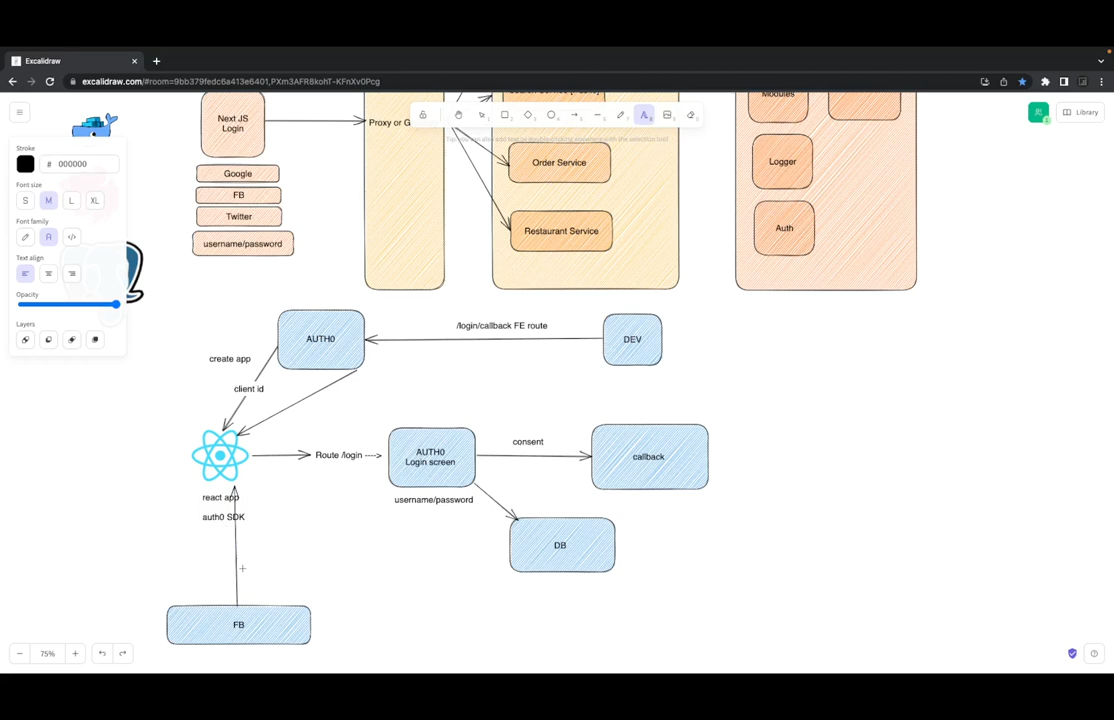 Excalidraw
excalidraw.com/#room=9bb379fedc6a413e6401,PXm3AFR8kohT-KFnXv0Pcg
Library
Stroke
# 000000
Font size
S M L XL
Font family
A
Text align
Opacity
Layers
Next JS
Login
Google
FB
Twitter
username/password
Proxy or G
Order Service
Restaurant Service
Modules
Logger
Auth
AUTH0
/login/callback FE route
DEV
create app
client id
Route /login ---->
AUTH0
Login screen
consent
callback
username/password
DB
react app
auth0 SDK
FB
75%